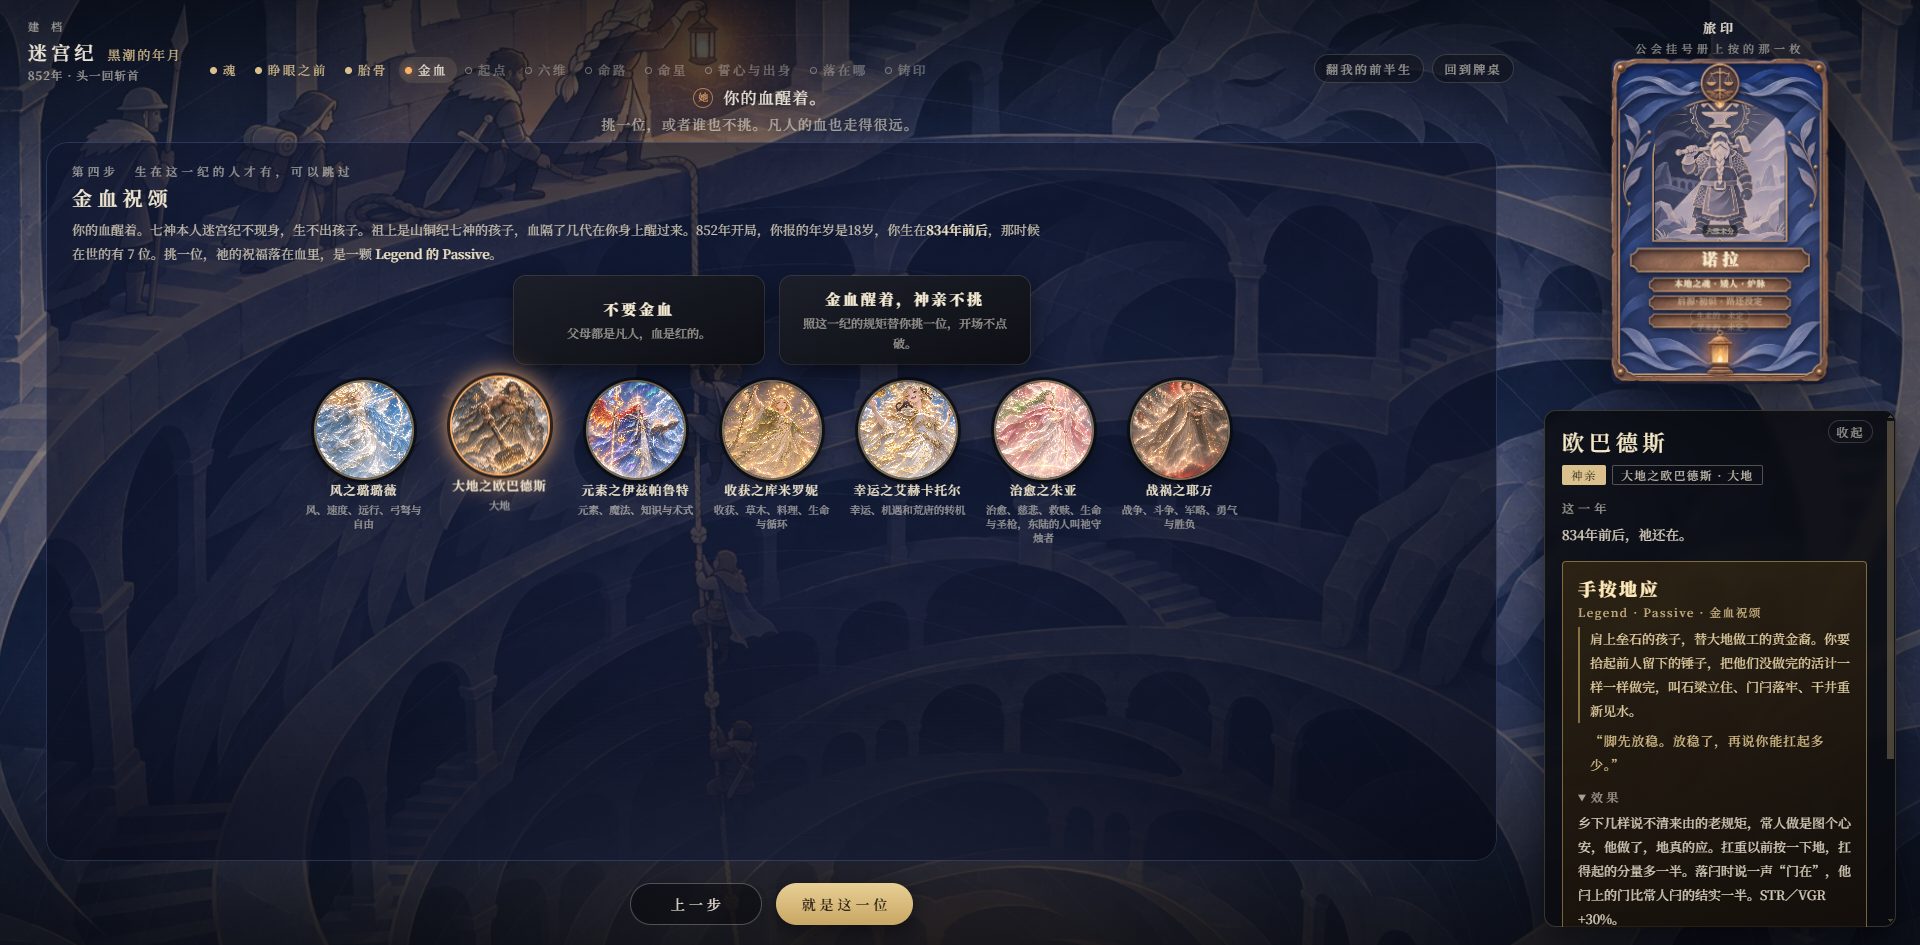 建 档
迷宫纪 黑潮的年月
852年 · 头一回斩首
魂 睁眼之前 胎骨 金血 起点 六维 命路 命星 誓心与出身 落在哪 铸印
翻我的前半生 回到牌桌
她 你的血醒着。
挑一位，或者谁也不挑。凡人的血也走得很远。
第四步 生在这一纪的人才有，可以跳过
金血祝颂
你的血醒着。七神本人迷宫纪不现身，生不出孩子。祖上是山铜纪七神的孩子，血隔了几代在你身上醒过来。852年开局，你报的年岁是18岁，你生在834年前后，那时候
在世的有 7 位。挑一位，祂的祝福落在血里，是一颗 Legend 的 Passive。
不要金血
父母都是凡人，血是红的。
金血醒着，神亲不挑
照这一纪的规矩替你挑一位，开场不点
破。
风之璐璐薇
风、速度、远行、弓弩与
自由
大地之欧巴德斯
大地
元素之伊兹帕鲁特
元素、魔法、知识与术式
收获之库米罗妮
收获、草木、料理、生命
与循环
幸运之艾赫卡托尔
幸运、机遇和荒唐的转机
治愈之朱亚
治愈、慈悲、救赎、生命
与圣枪，东陆的人叫祂守
烛者
战祸之耶万
战争、斗争、军略、勇气
与胜负
上一步
就是这一位
旅印
公会挂号册上按的那一枚
六维未分
诺拉
本地之魂 · 矮人 · 炉脉
欧巴德斯
收起
神亲 大地之欧巴德斯 · 大地
这一年
834年前后，祂还在。
手按地应
Legend · Passive · 金血祝颂
肩上垒石的孩子，替大地做工的黄金裔。你要
拾起前人留下的锤子，把他们没做完的活计一
样一样做完，叫石梁立住、门闩落牢、干井重
新见水。
“脚先放稳。放稳了，再说你能扛起多
少。”
▼ 效果
乡下几样说不清来由的老规矩，常人做是图个心
安，他做了，地真的应。扛重以前按一下地，扛
得起的分量多一半。落闩时说一声“门在”，他
闩上的门比常人闩的结实一半。STR／VGR
+30%。